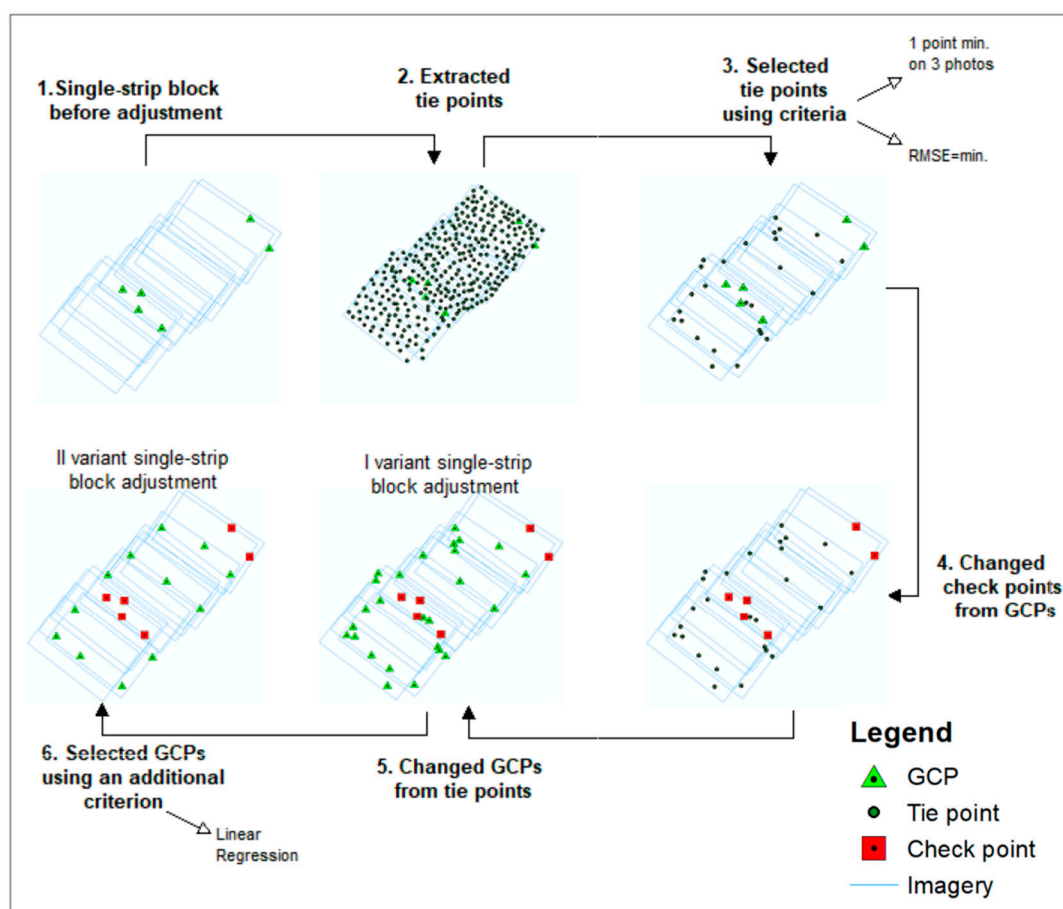 1.Single-strip block
before adjustment
2. Extracted
tie points
3. Selected
tie points
using criteria
1 point min.
on 3 photos
RMSE=min.
4. Changed
check points
from GCPs
I variant single-strip
block adjustment
5. Changed GCPs
from tie points
II variant single-strip
block adjustment
6. Selected GCPs
using an additional
criterion
Linear
Regression
Legend
GCP
Tie point
Check point
Imagery